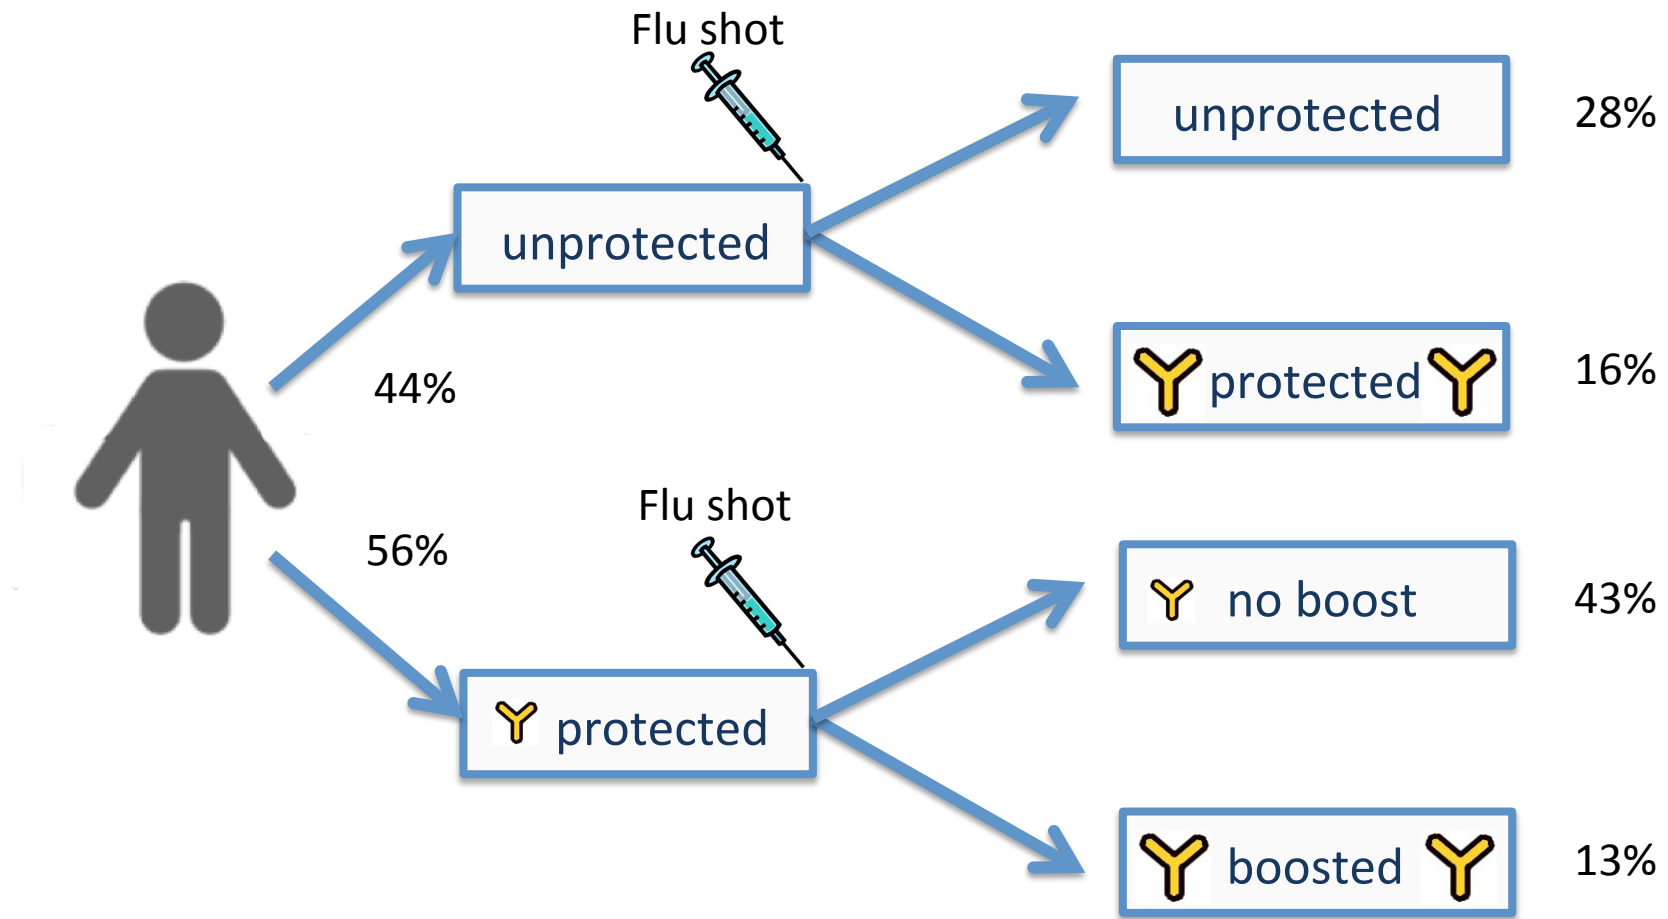 Flu shot
unprotected
28%
unprotected
44%
protected
16%
Flu shot
56%
no boost
43%
protected
boosted
13%